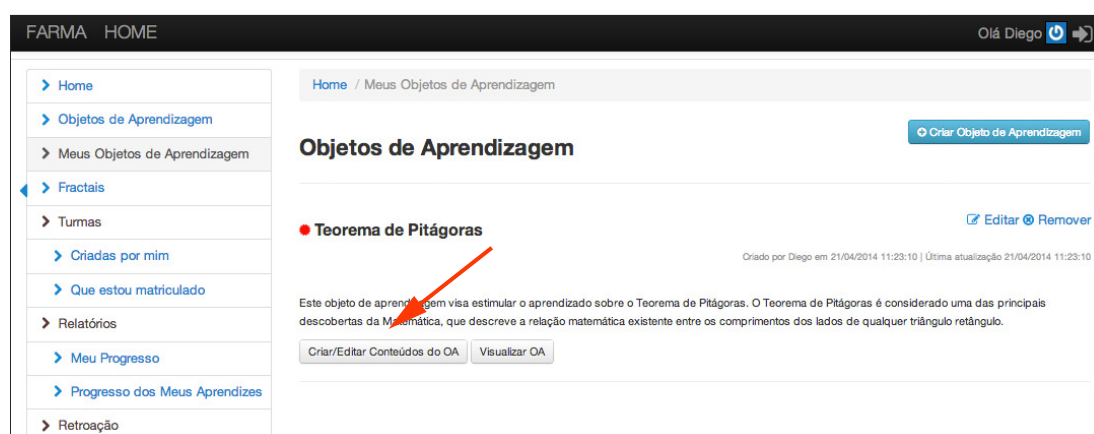 FARMA HOME
Olá Diego
Home
Objetos de Aprendizagem
Meus Objetos de Aprendizagem
Fractais
Turmas
Criadas por mim
Que estou matriculado
Relatórios
Meu Progresso
Progresso dos Meus Aprendizes
Retroação
Home / Meus Objetos de Aprendizagem
Criar Objeto de Aprendizagem
Objetos de Aprendizagem
Teorema de Pitágoras
Editar Remover
Criado por Diego em 21/04/2014 11:23:10 | Última atualização 21/04/2014 11:23:10
Este objeto de aprendizagem visa estimular o aprendizado sobre o Teorema de Pitágoras. O Teorema de Pitágoras é considerado uma das principais
descobertas da Matemática, que descreve a relação matemática existente entre os comprimentos dos lados de qualquer triângulo retângulo.
Criar/Editar Conteúdos do OA Visualizar OA